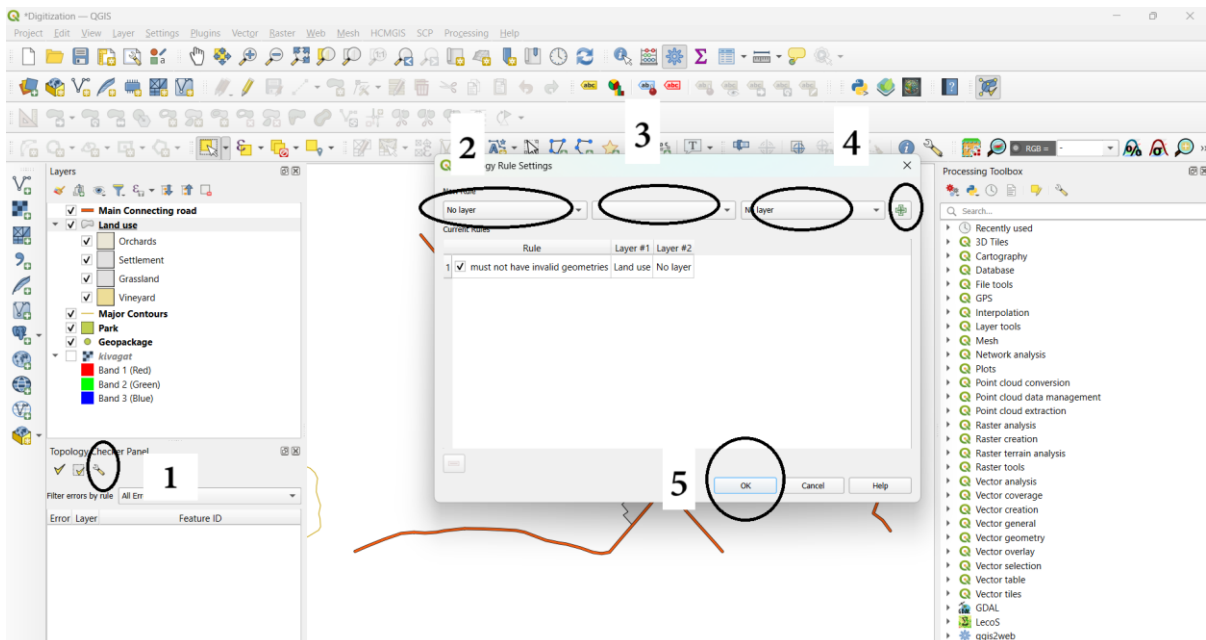 *Digitization — QGIS
Project Edit View Layer Settings Plugins Vector Raster Web Mesh HCMGIS SCP Processing Help
RGB =
-
Layers
Main Connecting road
Land use
Orchards
Settlement
Grassland
Vineyard
Major Contours
Park
Geopackage
kivagat
Band 1 (Red)
Band 2 (Green)
Band 3 (Blue)
Topology Checker Panel
1
Filter errors by rule
Error Layer Feature ID
2
3
4
gy Rule Settings
No layer
layer
Current Rules
Rule Layer #1 Layer #2
1 must not have invalid geometries Land use No layer
5
OK Cancel Help
Processing Toolbox
Search...
Recently used
3D Tiles
Cartography
Database
File tools
GPS
Interpolation
Layer tools
Mesh
Network analysis
Plots
Point cloud conversion
Point cloud data management
Point cloud extraction
Raster analysis
Raster creation
Raster terrain analysis
Raster tools
Vector analysis
Vector coverage
Vector creation
Vector general
Vector geometry
Vector overlay
Vector selection
Vector table
Vector tiles
GDAL
LecoS
qgis2web